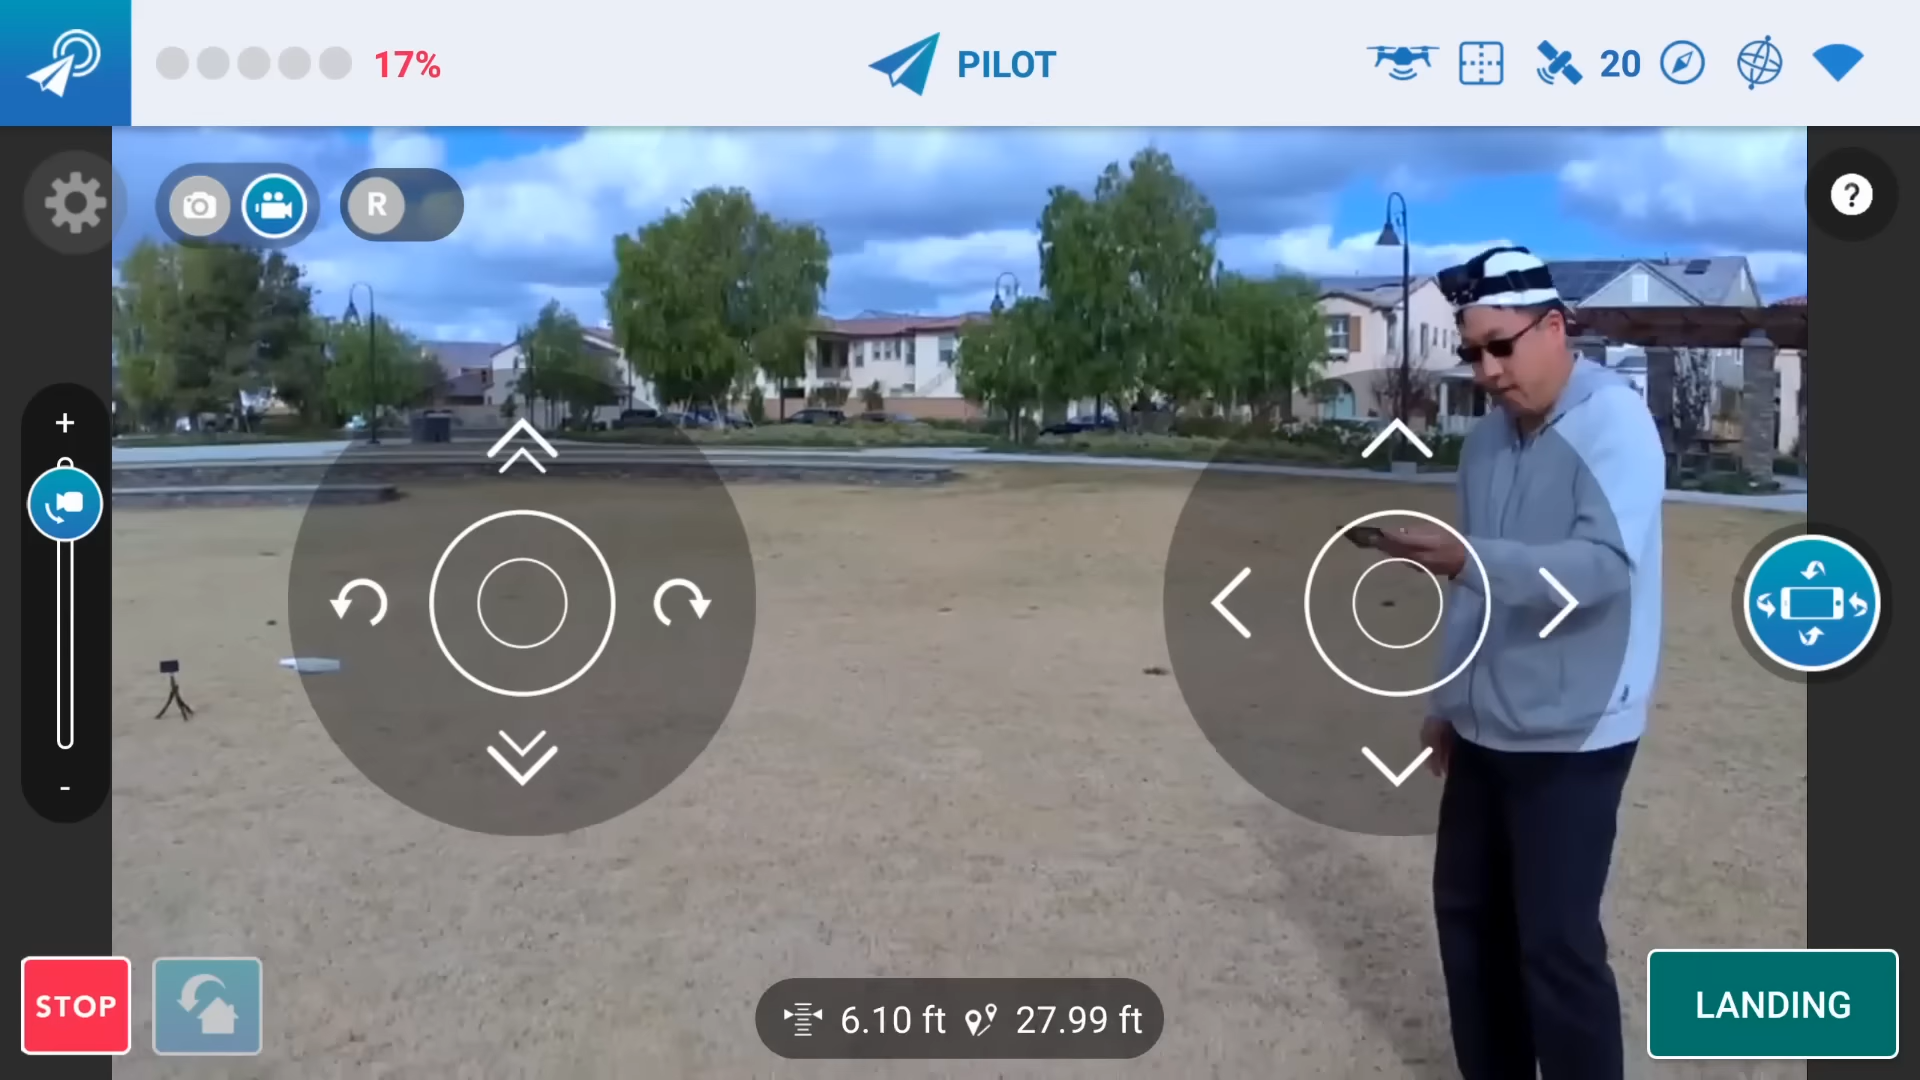 17%
PILOT
20
R
?
+
-
STOP
6.10 ft 27.99 ft
LANDING